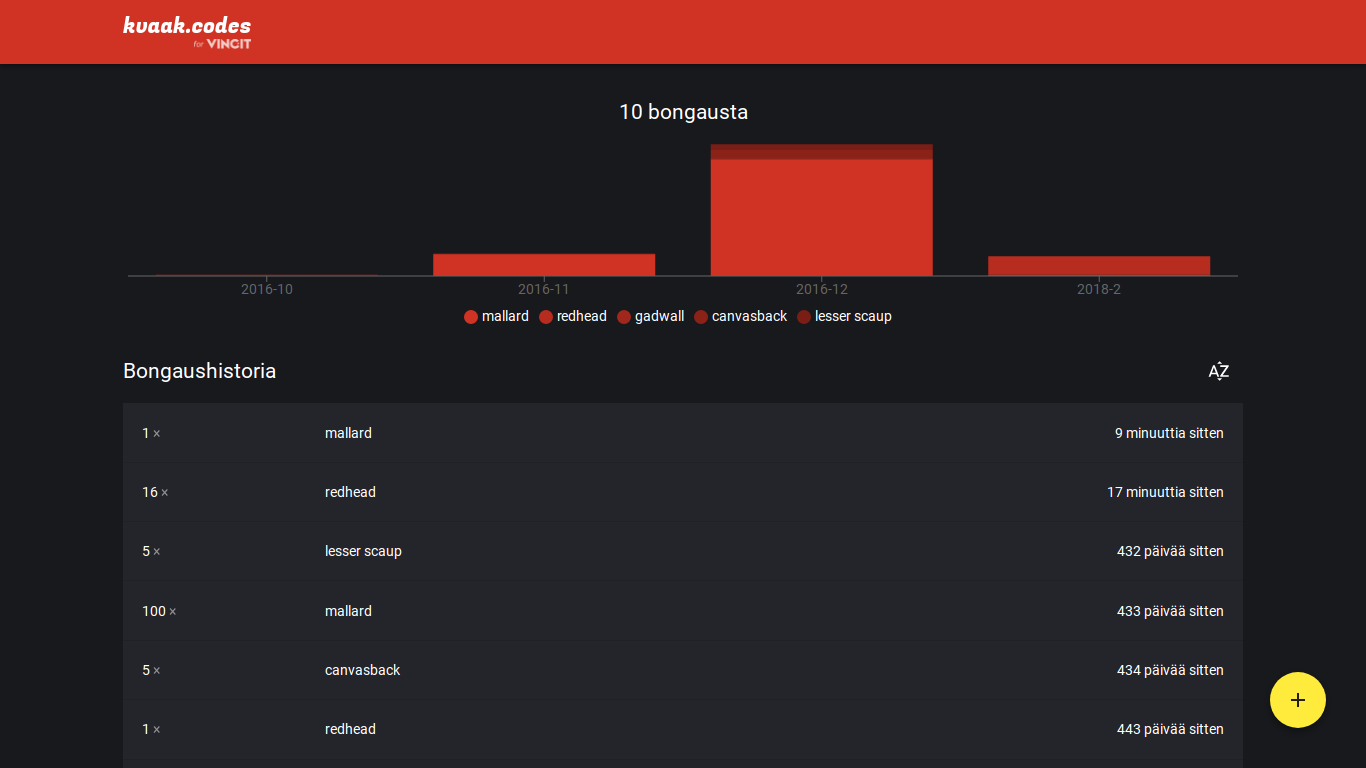 kvaak.codes
for VINCIT
10 bongausta
2016-10 2016-11 2016-12 2018-2
mallard redhead gadwall canvasback lesser scaup
Bongaushistoria AZ
1 × mallard 9 minuuttia sitten
16 × redhead 17 minuuttia sitten
5 × lesser scaup 432 päivää sitten
100 × mallard 433 päivää sitten
5 × canvasback 434 päivää sitten
1 × redhead 443 päivää sitten
+